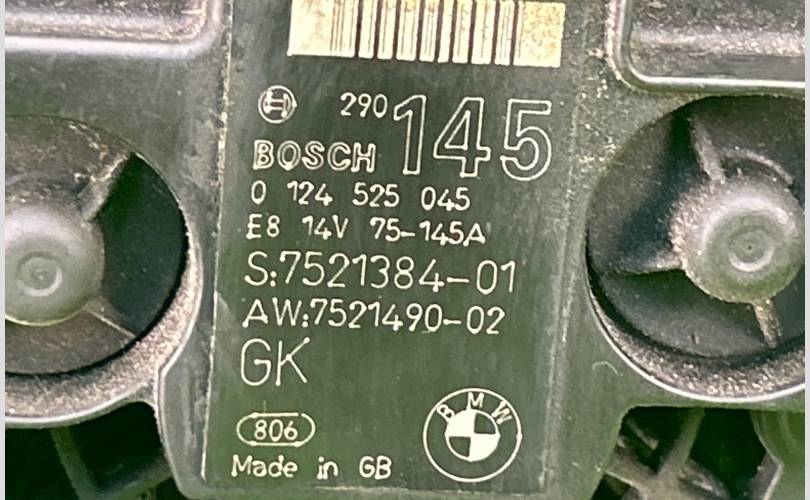 290 145
BOSCH
0 124 525 045
E8 14V 75-145A
S:7521384-01
AW:7521490-02
GK
806
BMW
Made in GB